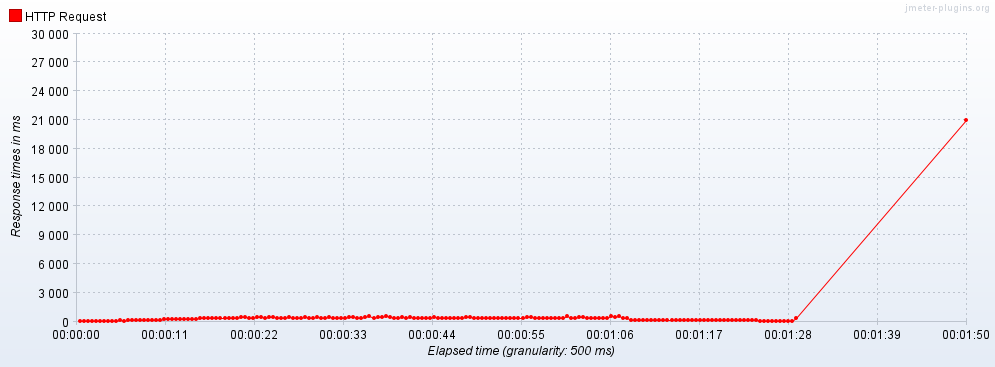 jmeter-plugins.org
HTTP Request
30 000
27 000
24 000
21 000
18 000
15 000
12 000
9 000
6 000
3 000
0
Response times in ms
00:00:00 00:00:11 00:00:22 00:00:33 00:00:44 00:00:55 00:01:06 00:01:17 00:01:28 00:01:39 00:01:50
Elapsed time (granularity: 500 ms)